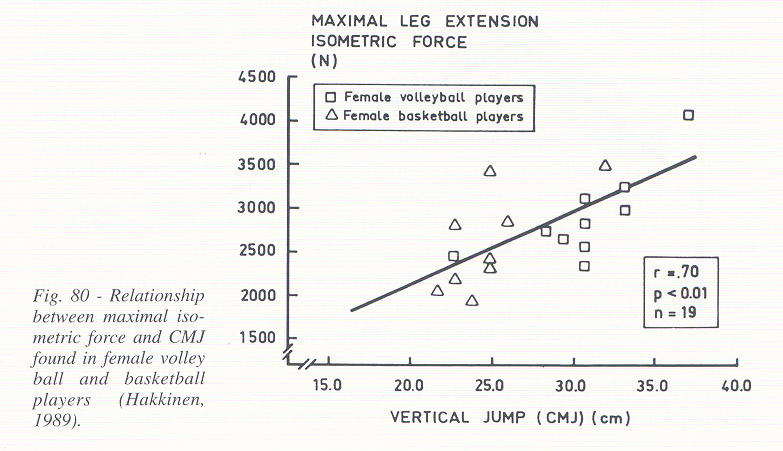 MAXIMAL LEG EXTENSION
ISOMETRIC FORCE
(N)
4500
4000
3500
3000
2500
2000
1500
Female volleyball players
Female basketball players
r = .70
p < 0.01
n = 19
15.0 20.0 25.0 30.0 35.0 40.0
VERTICAL JUMP (CMJ) (cm)
Fig. 80 - Relationship
between maximal iso-
metric force and CMJ
found in female volley
ball and basketball
players (Hakkinen,
1989).